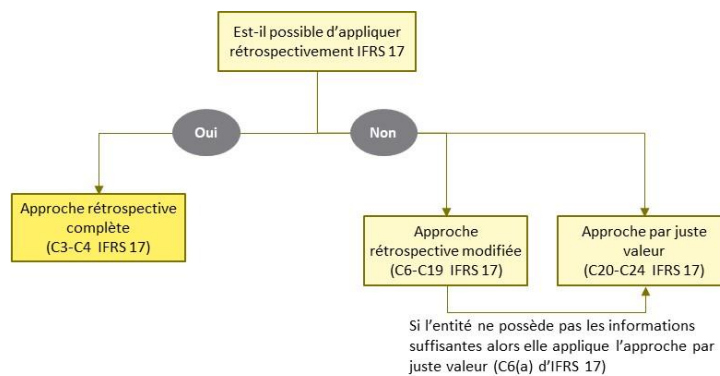 Est-il possible d’appliquer
rétrospectivement IFRS 17
Oui
Non
Approche rétrospective
complète
(C3-C4 IFRS 17)
Approche
rétrospective modifiée
(C6-C19 IFRS 17)
Approche par juste
valeur
(C20-C24 IFRS 17)
Si l’entité ne possède pas les informations
suffisantes alors elle applique l’approche par
juste valeur (C6(a) d’IFRS 17)